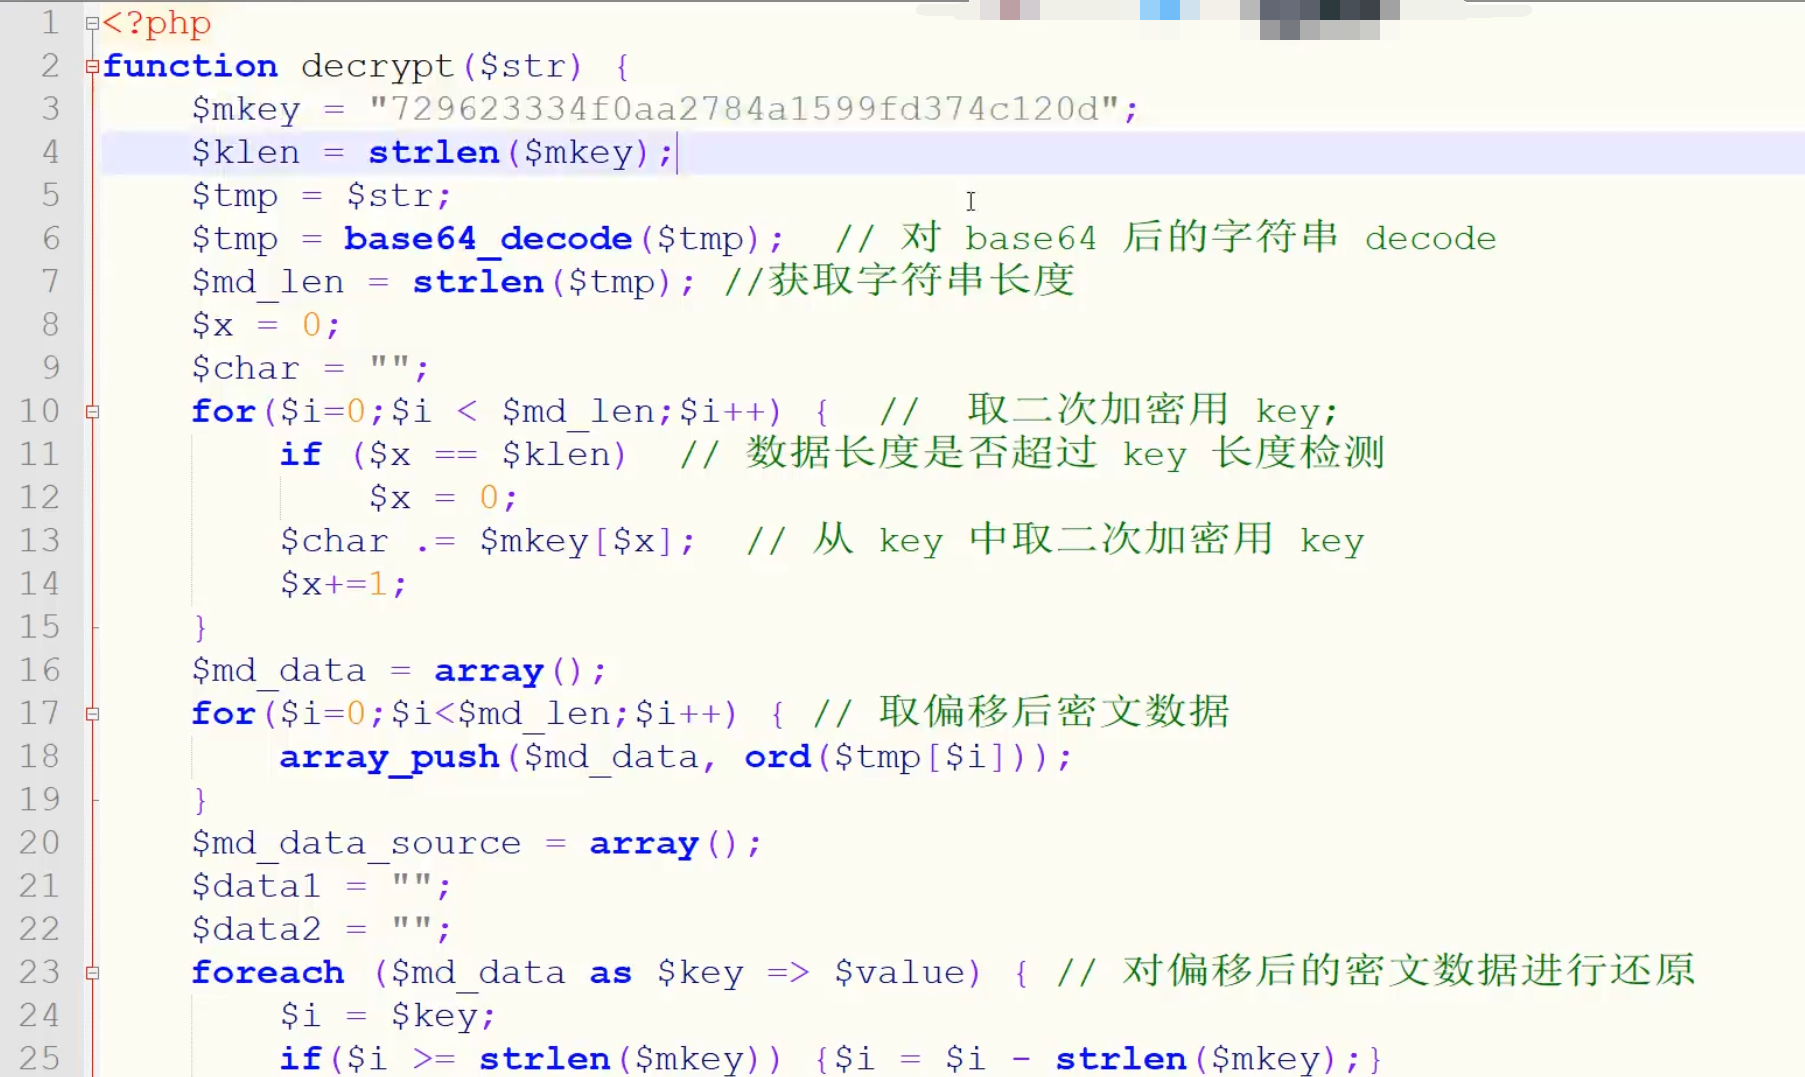 1 <?php
2 function decrypt($str) {
3 $mkey = "729623334f0aa2784a1599fd374c120d";
4 $klen = strlen($mkey);
5 $tmp = $str;
6 $tmp = base64_decode($tmp); // 对 base64 后的字符串 decode
7 $md_len = strlen($tmp); //获取字符串长度
8 $x = 0;
9 $char = "";
10 for($i=0;$i < $md_len;$i++) { // 取二次加密用 key;
11 if ($x == $klen) // 数据长度是否超过 key 长度检测
12 $x = 0;
13 $char .= $mkey[$x]; // 从 key 中取二次加密用 key
14 $x+=1;
15 }
16 $md_data = array();
17 for($i=0;$i<$md_len;$i++) { // 取偏移后密文数据
18 array_push($md_data, ord($tmp[$i]));
19 }
20 $md_data_source = array();
21 $data1 = "";
22 $data2 = "";
23 foreach ($md_data as $key => $value) { // 对偏移后的密文数据进行还原
24 $i = $key;
25 if($i >= strlen($mkey)) {$i = $i - strlen($mkey);}